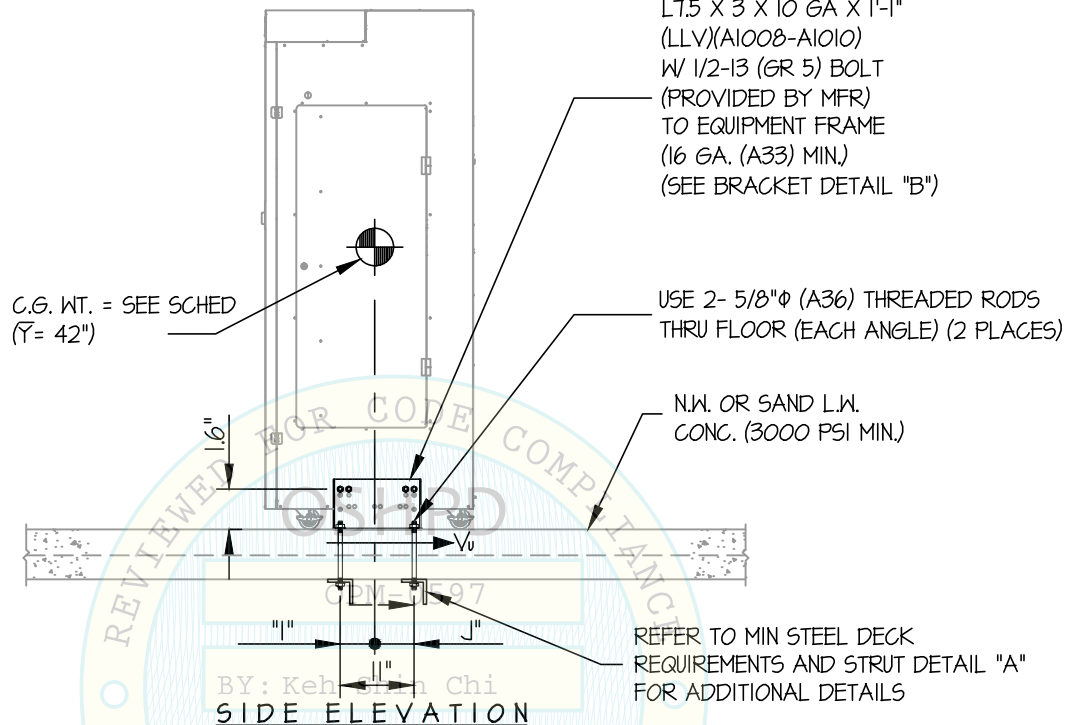 L7.5 X 3 X 10 GA X 1'-1"
(LLV)(A1008-A1010)
W/ 1/2-13 (GR 5) BOLT
(PROVIDED BY MFR)
TO EQUIPMENT FRAME
(16 GA. (A33) MIN.)
(SEE BRACKET DETAIL "B")
C.G. WT. = SEE SCHED
(Y̅= 42")
USE 2- 5/8"Φ (A36) THREADED RODS
THRU FLOOR (EACH ANGLE) (2 PLACES)
N.W. OR SAND L.W.
CONC. (3000 PSI MIN.)
1.6"
REVIEWED FOR CODE COMPLIANCE
OSHPD
Vu
OPM-0597
"I"
J"
11"
REFER TO MIN STEEL DECK
REQUIREMENTS AND STRUT DETAIL "A"
FOR ADDITIONAL DETAILS
BY: Keh Shin Chi
SIDE ELEVATION